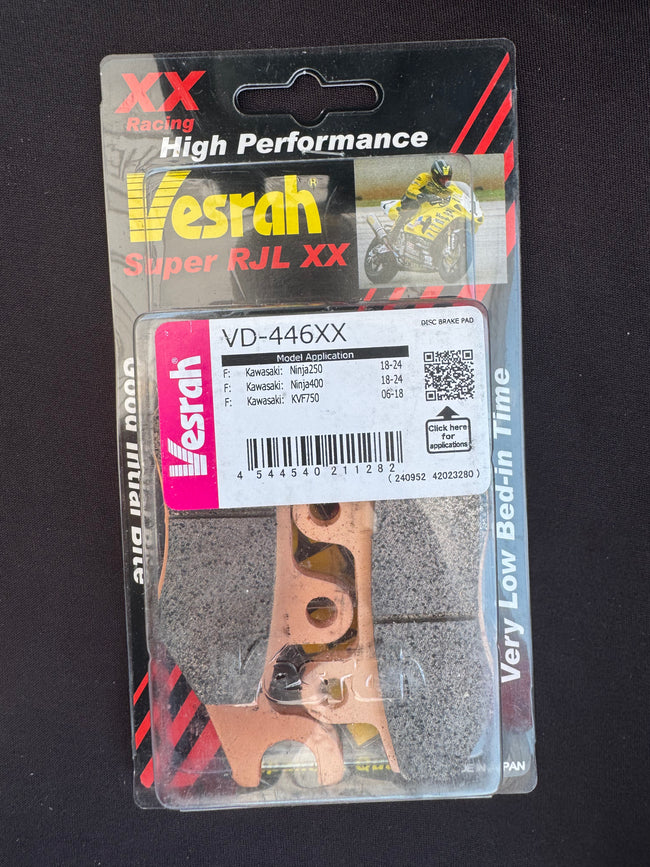 XX
Racing
High Performance
Vesrah®
Super RJL XX
VD-446XX
DISC BRAKE PAD
Model Application
F: Kawasaki: Ninja250 18-24
F: Kawasaki: Ninja400 18-24
F: Kawasaki: KVF750 06-18
Vesrah®
Click here
for
applications
4 544540 211282
( 240952 42023280 )
Good Initial Bite
Very Low Bed-in Time
JAPAN